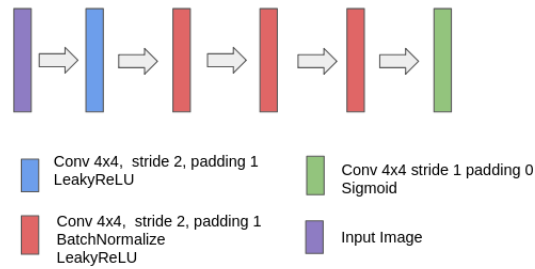 Conv 4x4, stride 2, padding 1
LeakyReLU
Conv 4x4, stride 2, padding 1
BatchNormalize
LeakyReLU
Conv 4x4 stride 1 padding 0
Sigmoid
Input Image